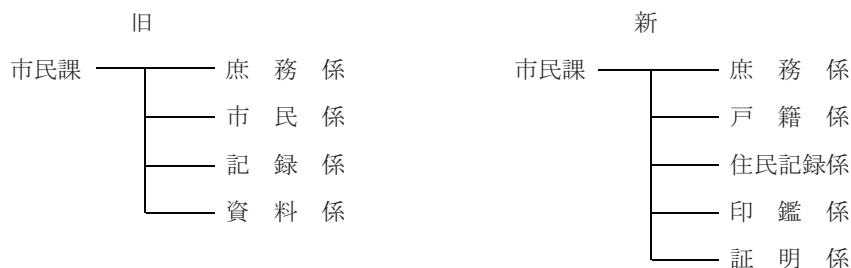 旧
市民課
庶務係
市民係
記録係
資料係
新
市民課
庶務係
戸籍係
住民記録係
印鑑係
証明係